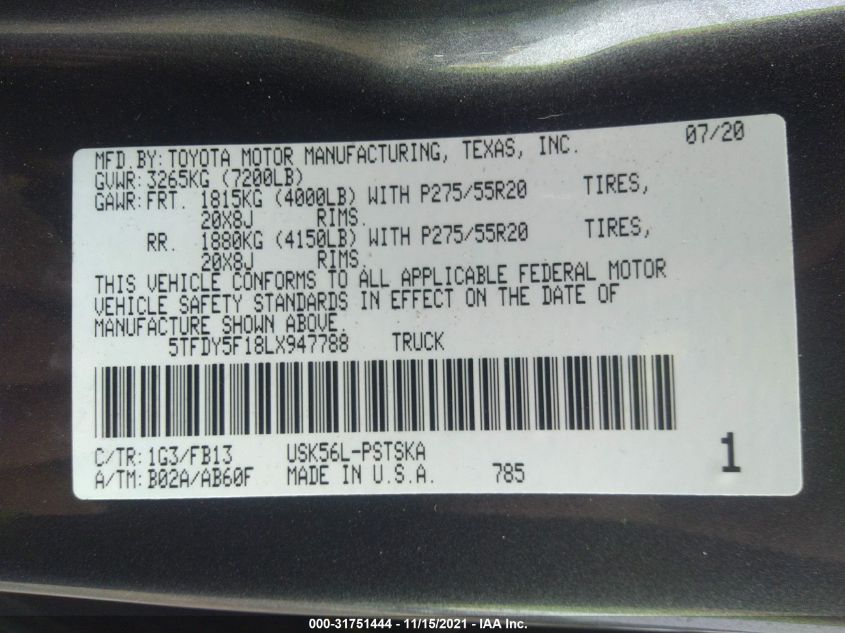 07/20
MFD.BY:TOYOTA MOTOR MANUFACTURING, TEXAS, INC.
GVWR:3265KG (7200LB)
GAWR:FRT. 1815KG (4000LB) WITH P275/55R20 TIRES,
20X8J RIMS.
RR. 1880KG (4150LB) WITH P275/55R20 TIRES,
20X8J RIMS.
THIS VEHICLE CONFORMS TO ALL APPLICABLE FEDERAL MOTOR
VEHICLE SAFETY STANDARDS IN EFFECT ON THE DATE OF
MANUFACTURE SHOWN ABOVE.
5TFDY5F18LX947788 TRUCK
C/TR:1G3/FB13 USK56L-PSTSKA
A/TM:B02A/AB60F MADE IN U.S.A. 785
1
000-31751444 - 11/15/2021 - IAA Inc.